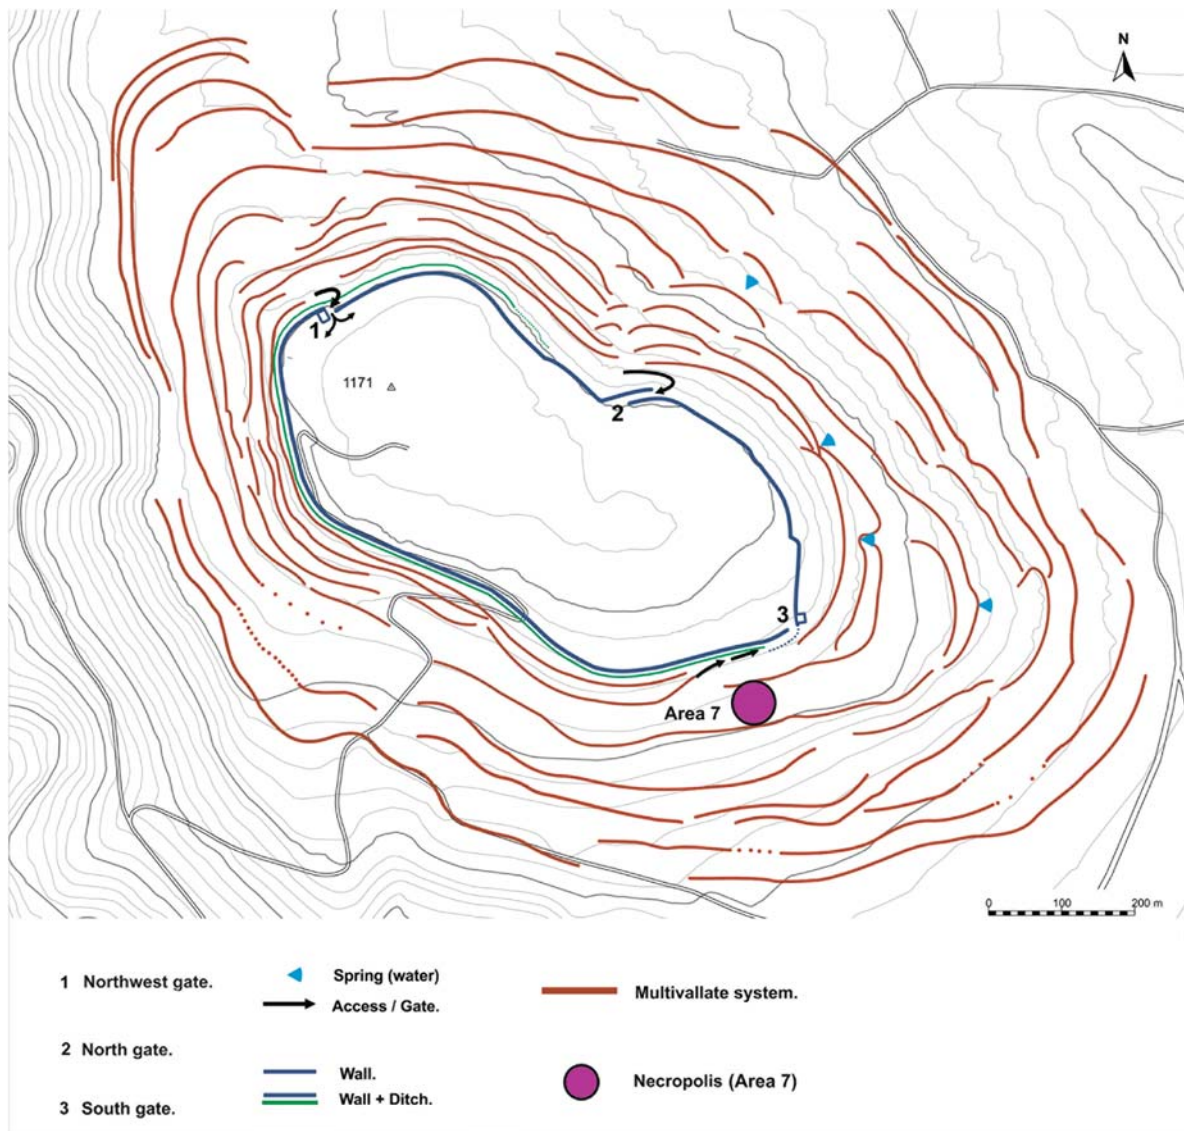 N
1
1171
2
3
Area 7
0 100 200 m
1 Northwest gate.
Spring (water)
Access / Gate.
Multivallate system.
2 North gate.
Wall.
Wall + Ditch.
Necropolis (Area 7)
3 South gate.